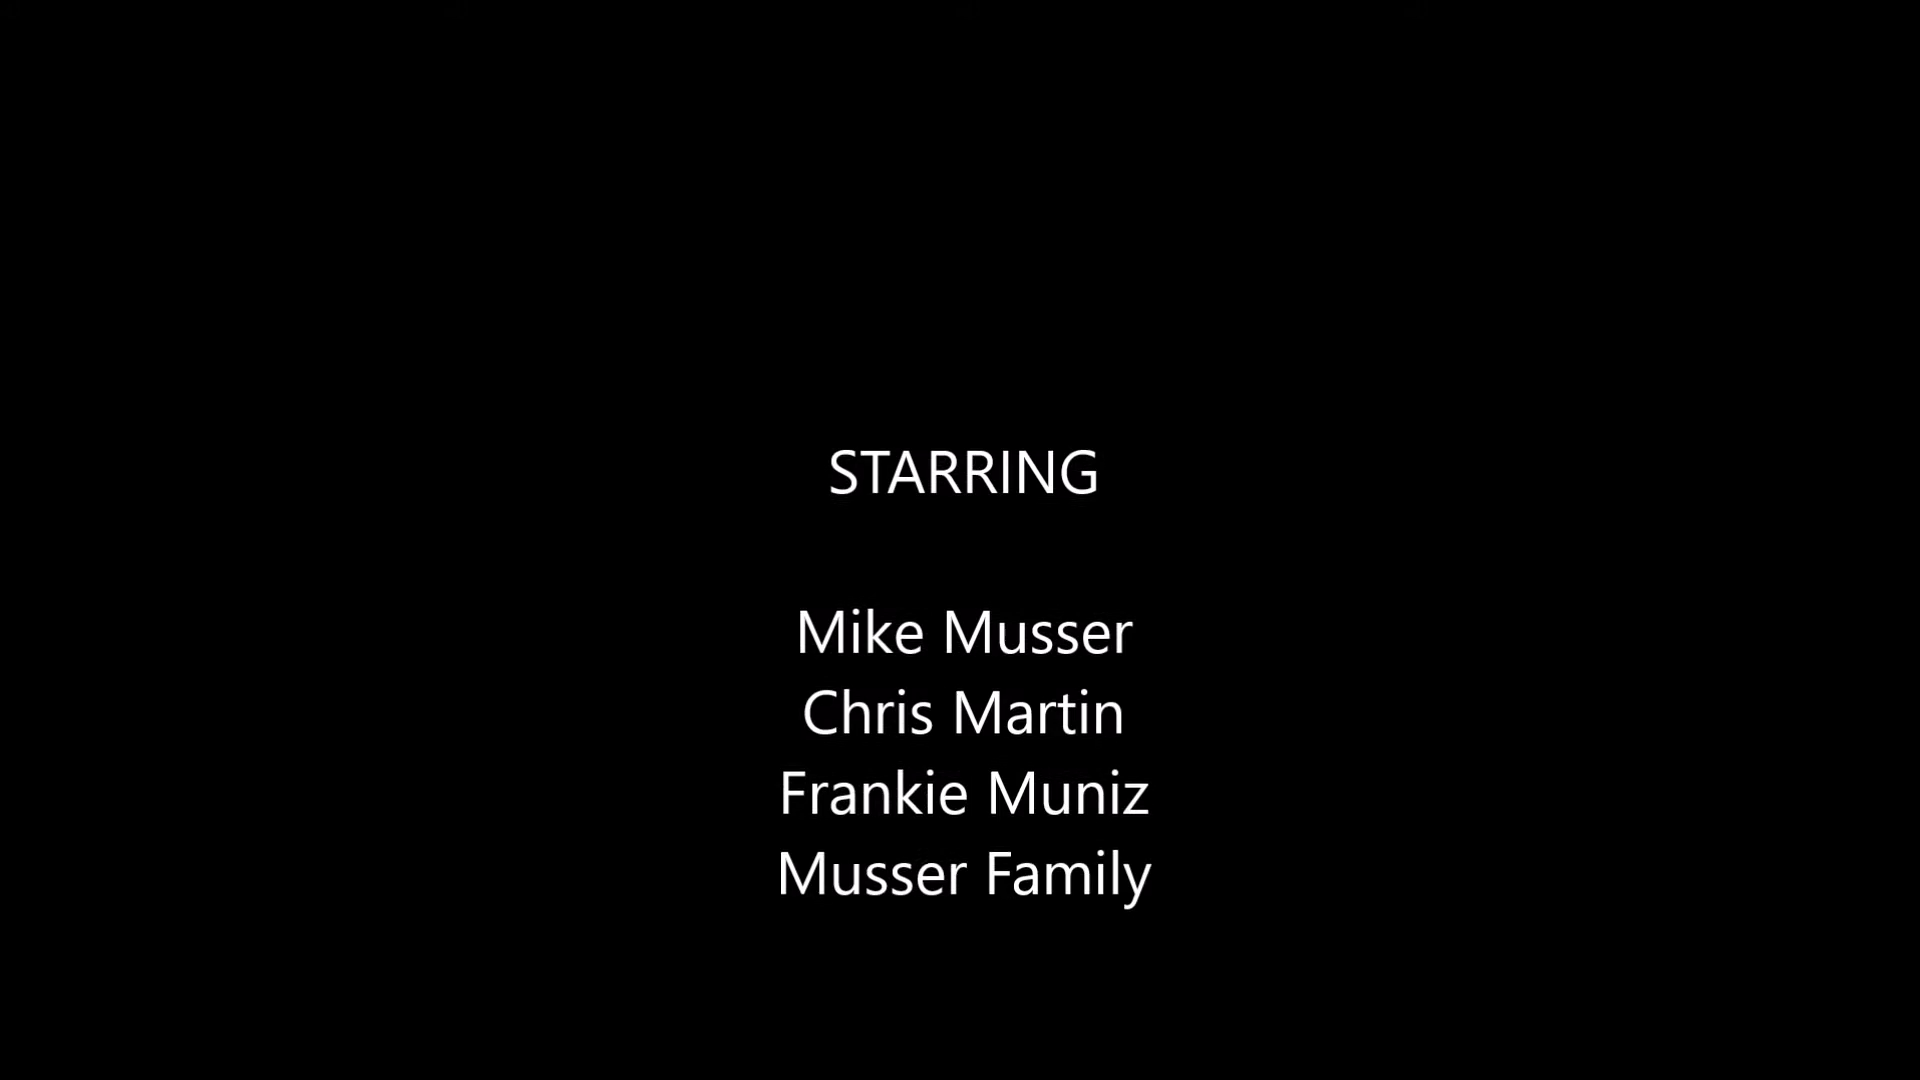 STARRING
Mike Musser
Chris Martin
Frankie Muniz
Musser Family